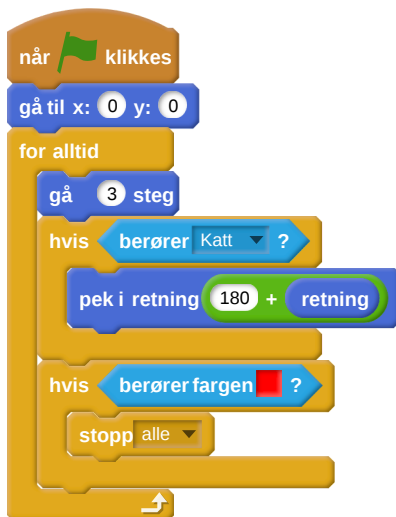 når klikkes
gå til x: 0 y: 0
for alltid
gå 3 steg
hvis berører Katt ?
pek i retning 180 + retning
hvis berører fargen ?
stopp alle